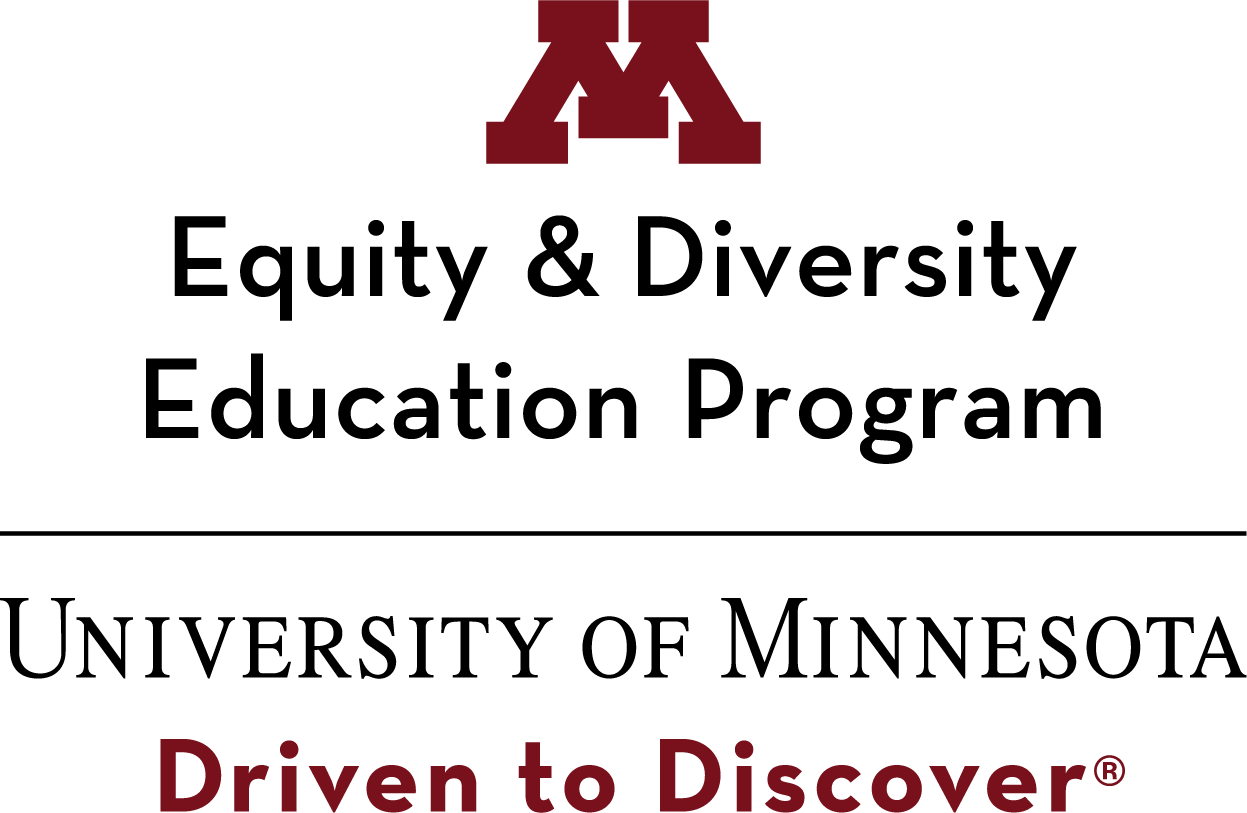 M
Equity & Diversity
Education Program
University of Minnesota
Driven to Discover®